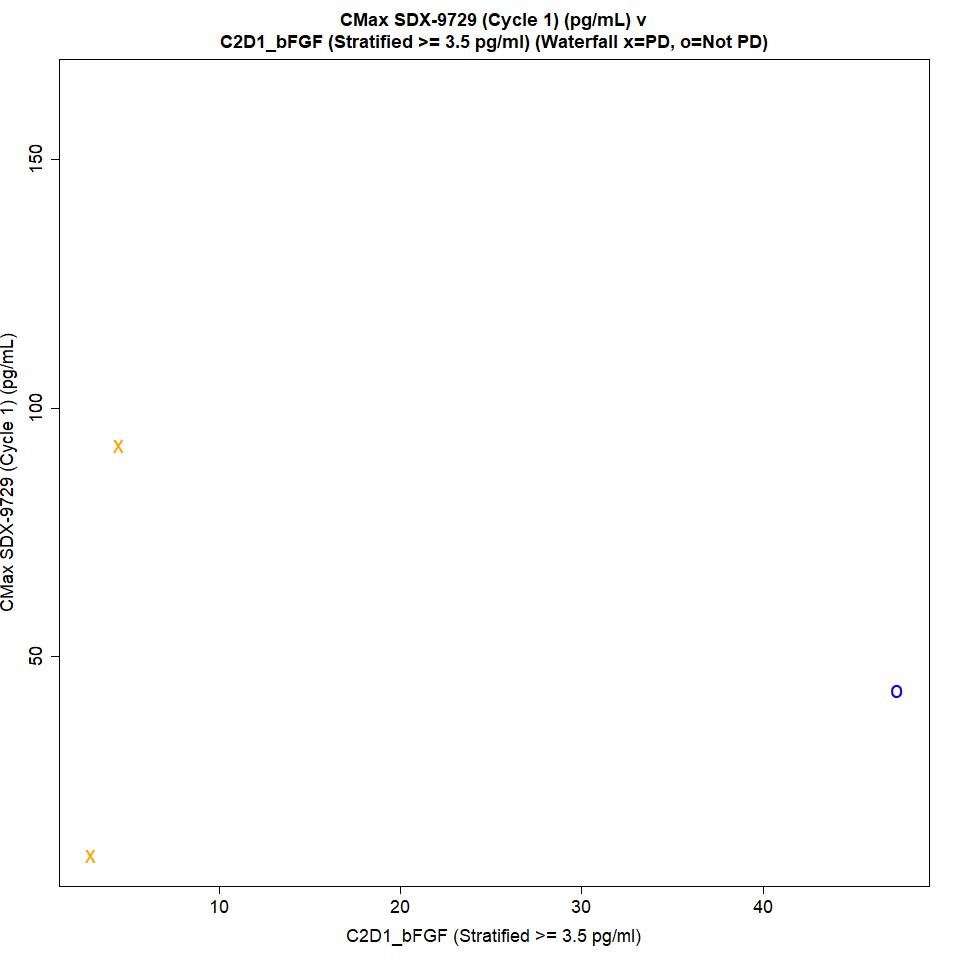 CMax SDX-9729 (Cycle 1) (pg/mL) v
C2D1_bFGF (Stratified >= 3.5 pg/ml) (Waterfall x=PD, o=Not PD)
150
100
50
CMax SDX-9729 (Cycle 1) (pg/mL)
X
O
X
10 20 30 40
C2D1_bFGF (Stratified >= 3.5 pg/ml)